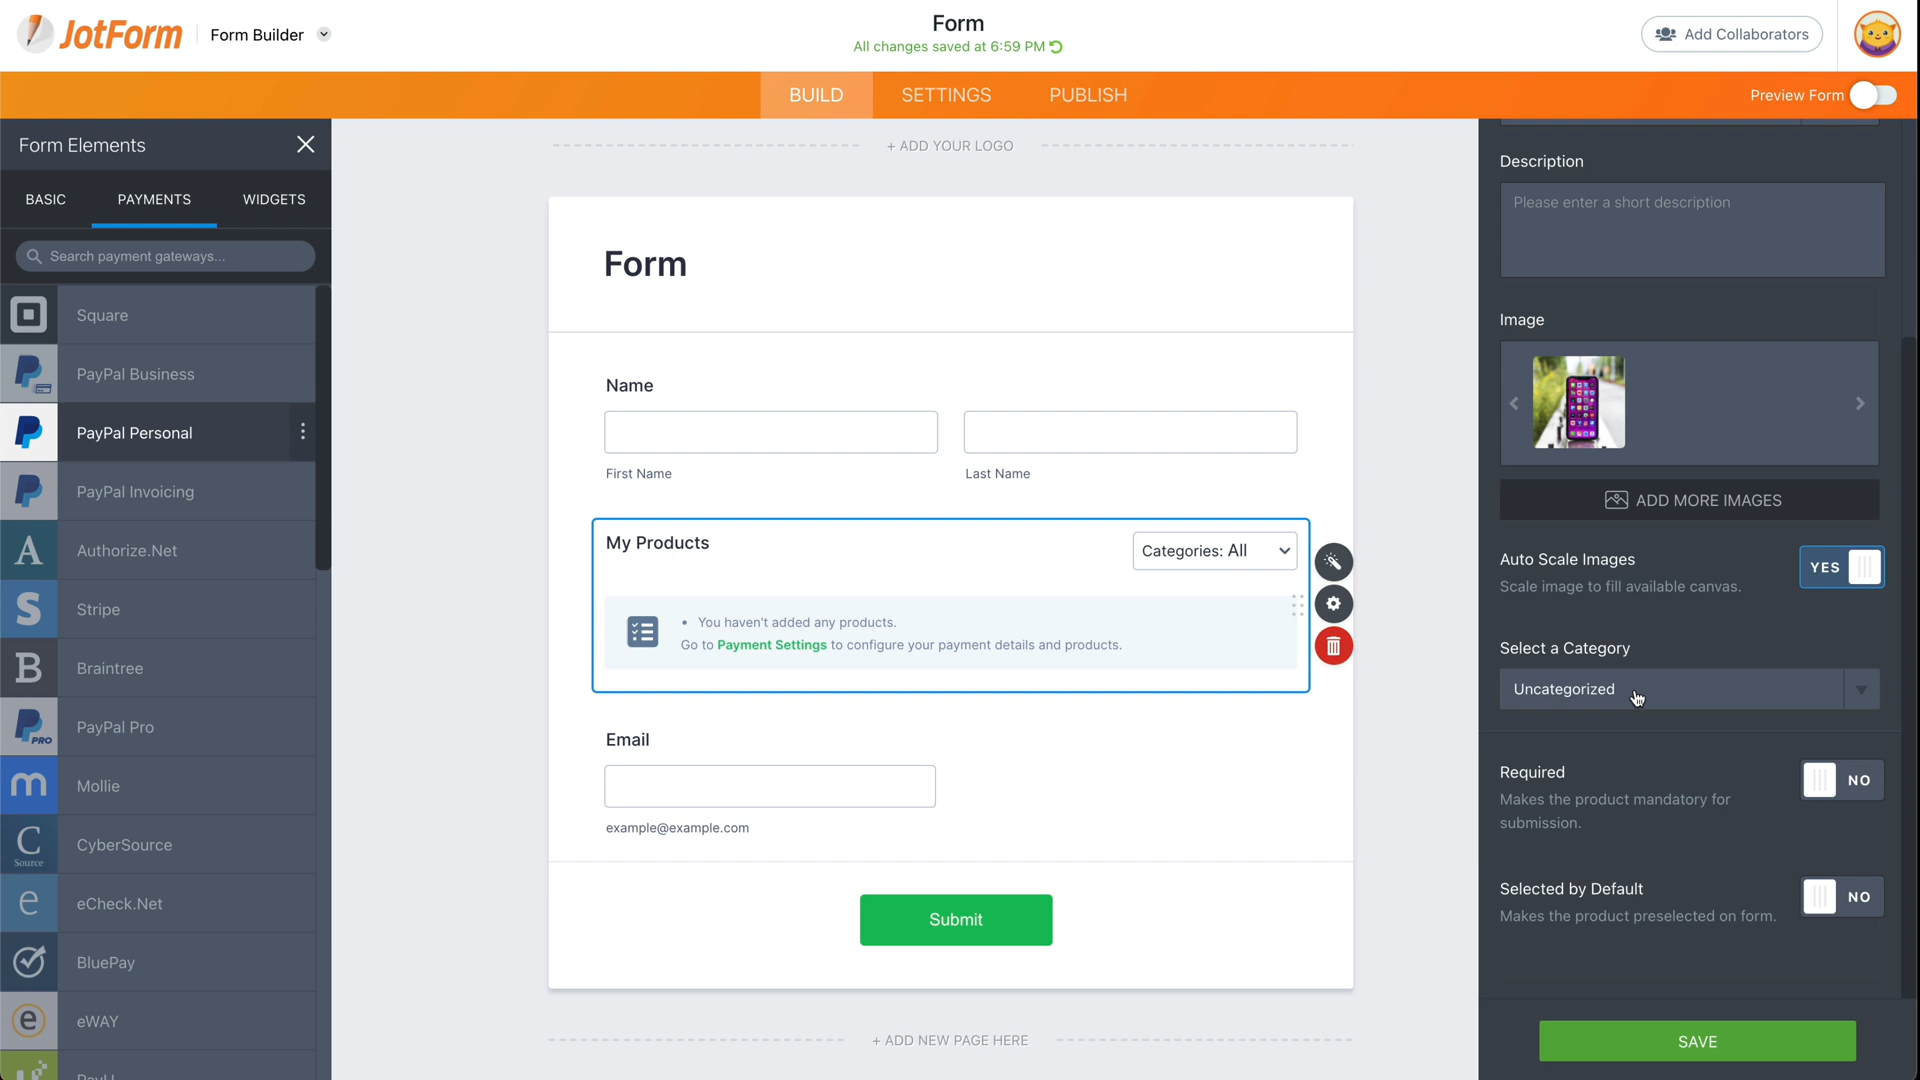 JotForm
Form Builder
Form
All changes saved at 6:59 PM
Add Collaborators
BUILD
SETTINGS
PUBLISH
Preview Form
Form Elements
BASIC
PAYMENTS
WIDGETS
Search payment gateways...
Square
PayPal Business
PayPal Personal
PayPal Invoicing
A
Authorize.Net
S
Stripe
B
Braintree
PRO
PayPal Pro
m
Mollie
C
Source
CyberSource
e
eCheck.Net
BluePay
e
eWAY
+ ADD YOUR LOGO
Form
Name
First Name
Last Name
My Products
Categories: All
• You haven't added any products.
Go to Payment Settings to configure your payment details and products.
Email
example@example.com
Submit
+ ADD NEW PAGE HERE
Description
Please enter a short description
Image
ADD MORE IMAGES
Auto Scale Images
YES
Scale image to fill available canvas.
Select a Category
Uncategorized
Required
NO
Makes the product mandatory for
submission.
Selected by Default
NO
Makes the product preselected on form.
SAVE